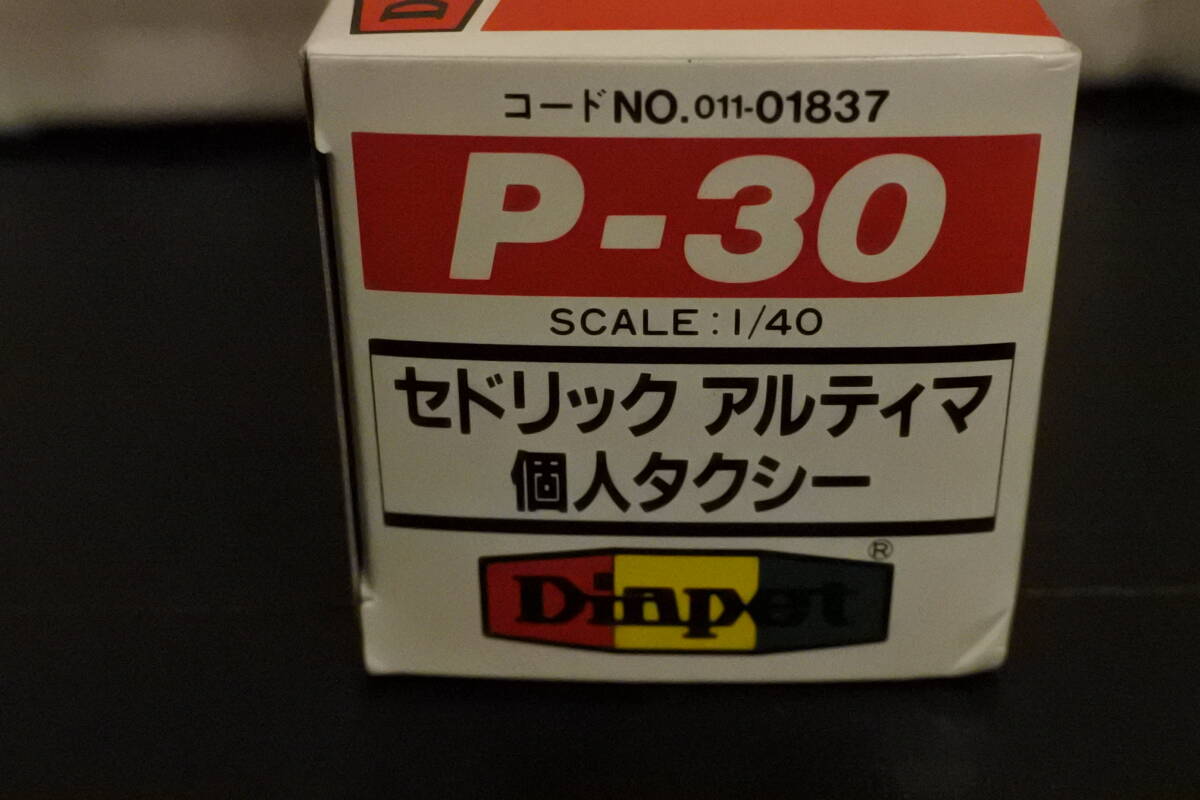 D
コードNO.011-01837
P-30
SCALE:1/40
セドリック アルティマ
個人タクシー
®
Diapet